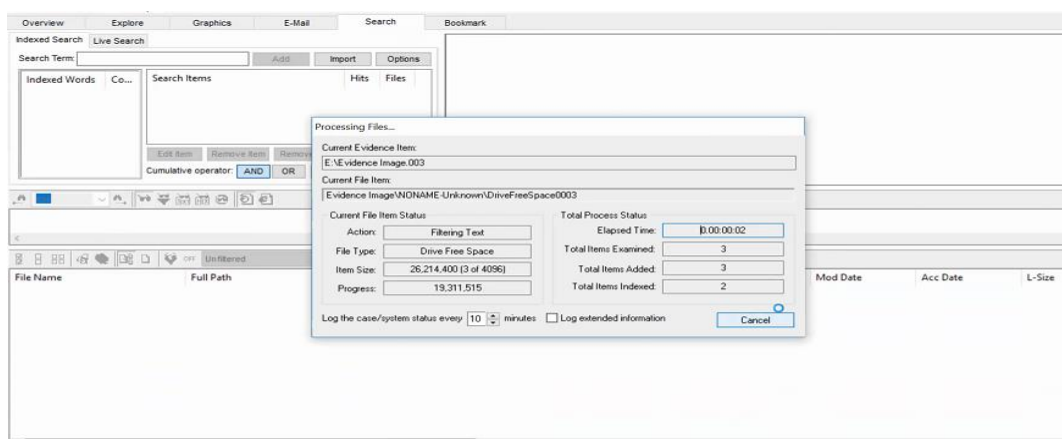 Overview Explore Graphics E-Mail Search Bookmark
Indexed Search Live Search
Search Term: Add Import Options
Indexed Words Co... Search Items Hits Files
Processing Files...
Current Evidence Item:
E:\Evidence Image.003
Edit Item Remove Item Remove
Current File Item:
Cumulative operator: AND OR
Evidence Image\NONAME-Unknown\DriveFreeSpace0003
Current File Item Status Total Process Status
Action: Filtering Text Elapsed Time: 0:00:00:02
File Type: Drive Free Space Total Items Examined: 3
OFF Unfiltered
Item Size: 26,214,400 (3 of 4096) Total Items Added: 3
File Name Full Path Mod Date Acc Date L-Size
Progress: 19,311,515 Total Items Indexed: 2
Log the case/system status every 10 minutes Log extended information Cancel